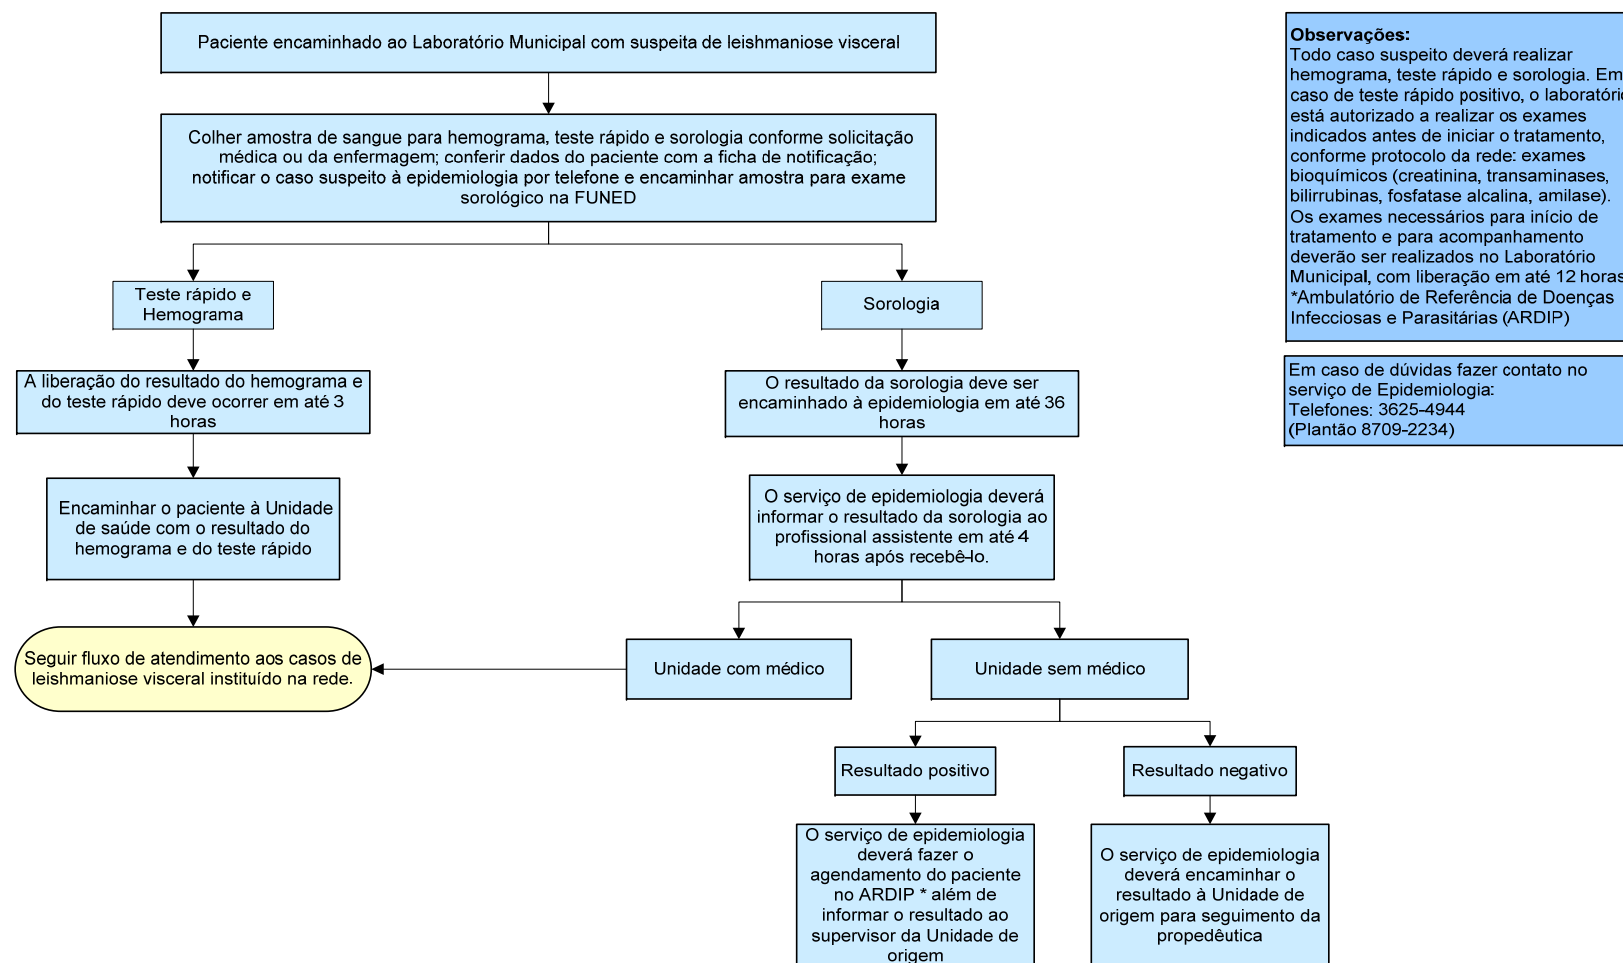 Paciente encaminhado ao Laboratório Municipal com suspeita de leishmaniose visceral
Colher amostra de sangue para hemograma, teste rápido e sorologia conforme solicitação
médica ou da enfermagem; conferir dados do paciente com a ficha de notificação;
notificar o caso suspeito à epidemiologia por telefone e encaminhar amostra para exame
sorológico na FUNED
Teste rápido e
Hemograma
A liberação do resultado do hemograma e
do teste rápido deve ocorrer em até 3
horas
Encaminhar o paciente à Unidade
de saúde com o resultado do
hemograma e do teste rápido
Seguir fluxo de atendimento aos casos de
leishmaniose visceral instituído na rede.
Sorologia
O resultado da sorologia deve ser
encaminhado à epidemiologia em até 36
horas
O serviço de epidemiologia deverá
informar o resultado da sorologia ao
profissional assistente em até 4
horas após recebê-lo.
Unidade com médico
Unidade sem médico
Resultado positivo
Resultado negativo
O serviço de epidemiologia
deverá fazer o
agendamento do paciente
no ARDIP * além de
informar o resultado ao
supervisor da Unidade de
origem
O serviço de epidemiologia
deverá encaminhar o
resultado à Unidade de
origem para seguimento da
propedêutica
Observações:
Todo caso suspeito deverá realizar
hemograma, teste rápido e sorologia. Em
caso de teste rápido positivo, o laboratório
está autorizado a realizar os exames
indicados antes de iniciar o tratamento,
conforme protocolo da rede: exames
bioquímicos (creatinina, transaminases,
bilirrubinas, fosfatase alcalina, amilase).
Os exames necessários para início de
tratamento e para acompanhamento
deverão ser realizados no Laboratório
Municipal, com liberação em até 12 horas
*Ambulatório de Referência de Doenças
Infecciosas e Parasitárias (ARDIP)
Em caso de dúvidas fazer contato no
serviço de Epidemiologia:
Telefones: 3625-4944
(Plantão 8709-2234)